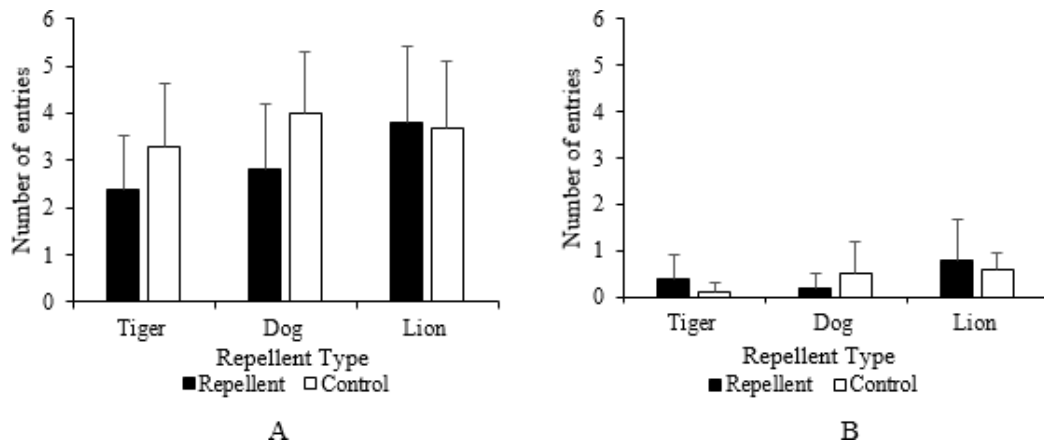 Number of entries
6
5
4
3
2
1
0
Tiger Dog Lion
Repellent Type
Repellent Control
A
Number of entries
6
5
4
3
2
1
0
Tiger Dog Lion
Repellent Type
Repellent Control
B